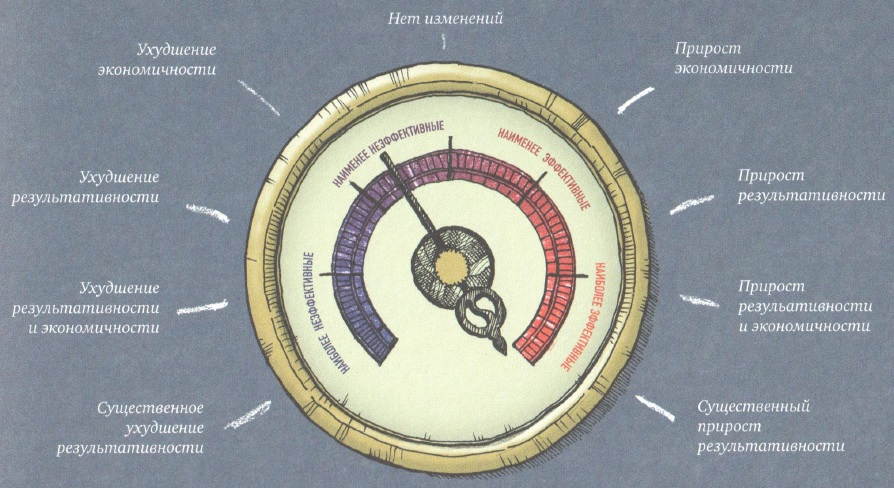 Нет изменений
Ухудшение
экономичности
Прирост
экономичности
НАИМЕНЕЕ НЕЭФФЕКТИВНЫЕ
НАИМЕНЕЕ ЭФФЕКТИВНЫЕ
Ухудшение
результативности
Прирост
результативности
НАИБОЛЕЕ НЕЭФФЕКТИВНЫЕ
НАИБОЛЕЕ ЭФФЕКТИВНЫЕ
Ухудшение
результативности
и экономичности
Прирост
резульативности
и экономичности
Существенное
ухудшение
результативности
Существенный
прирост
результативности